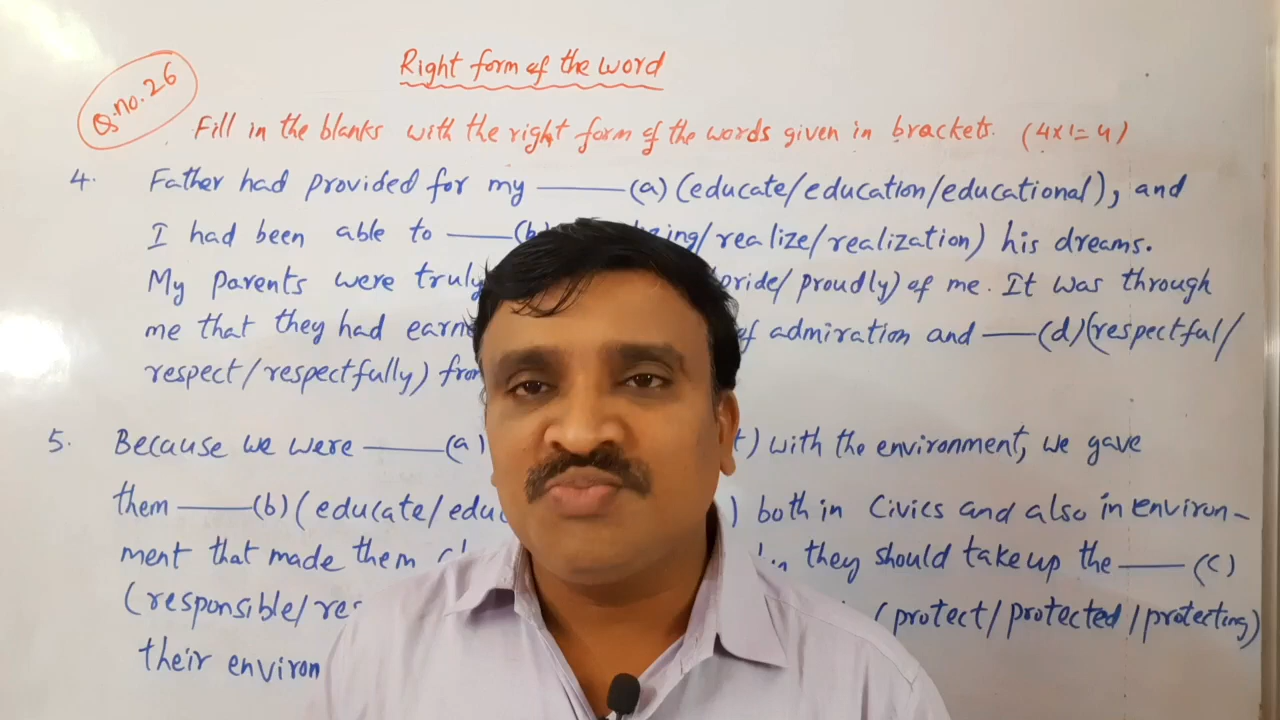 Right form of the word
Q.no.26
Fill in the blanks with the right form of the words given in brackets. (4x1=4)
4. Father had provided for my ——— (a) (educate/education/educational), and
I had been able to ——— (b) zing/realize/realization) his dreams.
My parents were truly pride/proudly) of me. It was through
me that they had earn of admiration and ——— (d) (respectful/
respect/respectfully) from
5. Because we were ——— (a) t) with the environment, we gave
them ——— (b) (educate/educ ) both in Civics and also in environ-
ment that made them they should take up the ——— (c)
(responsible/res (protect/protected/protecting)
their environ